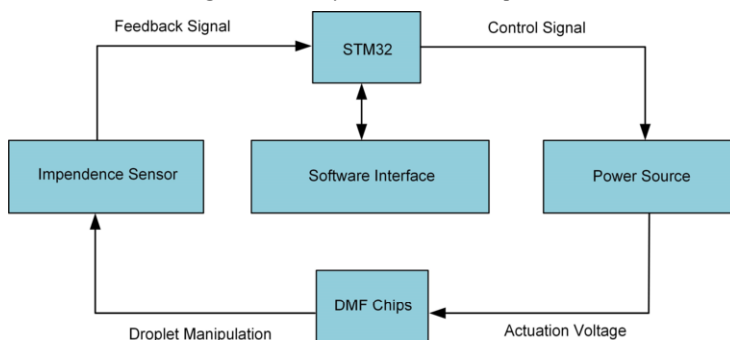 Feedback Signal
STM32
Control Signal
Impendence Sensor
Software Interface
Power Source
DMF Chips
Droplet Manipulation
Actuation Voltage